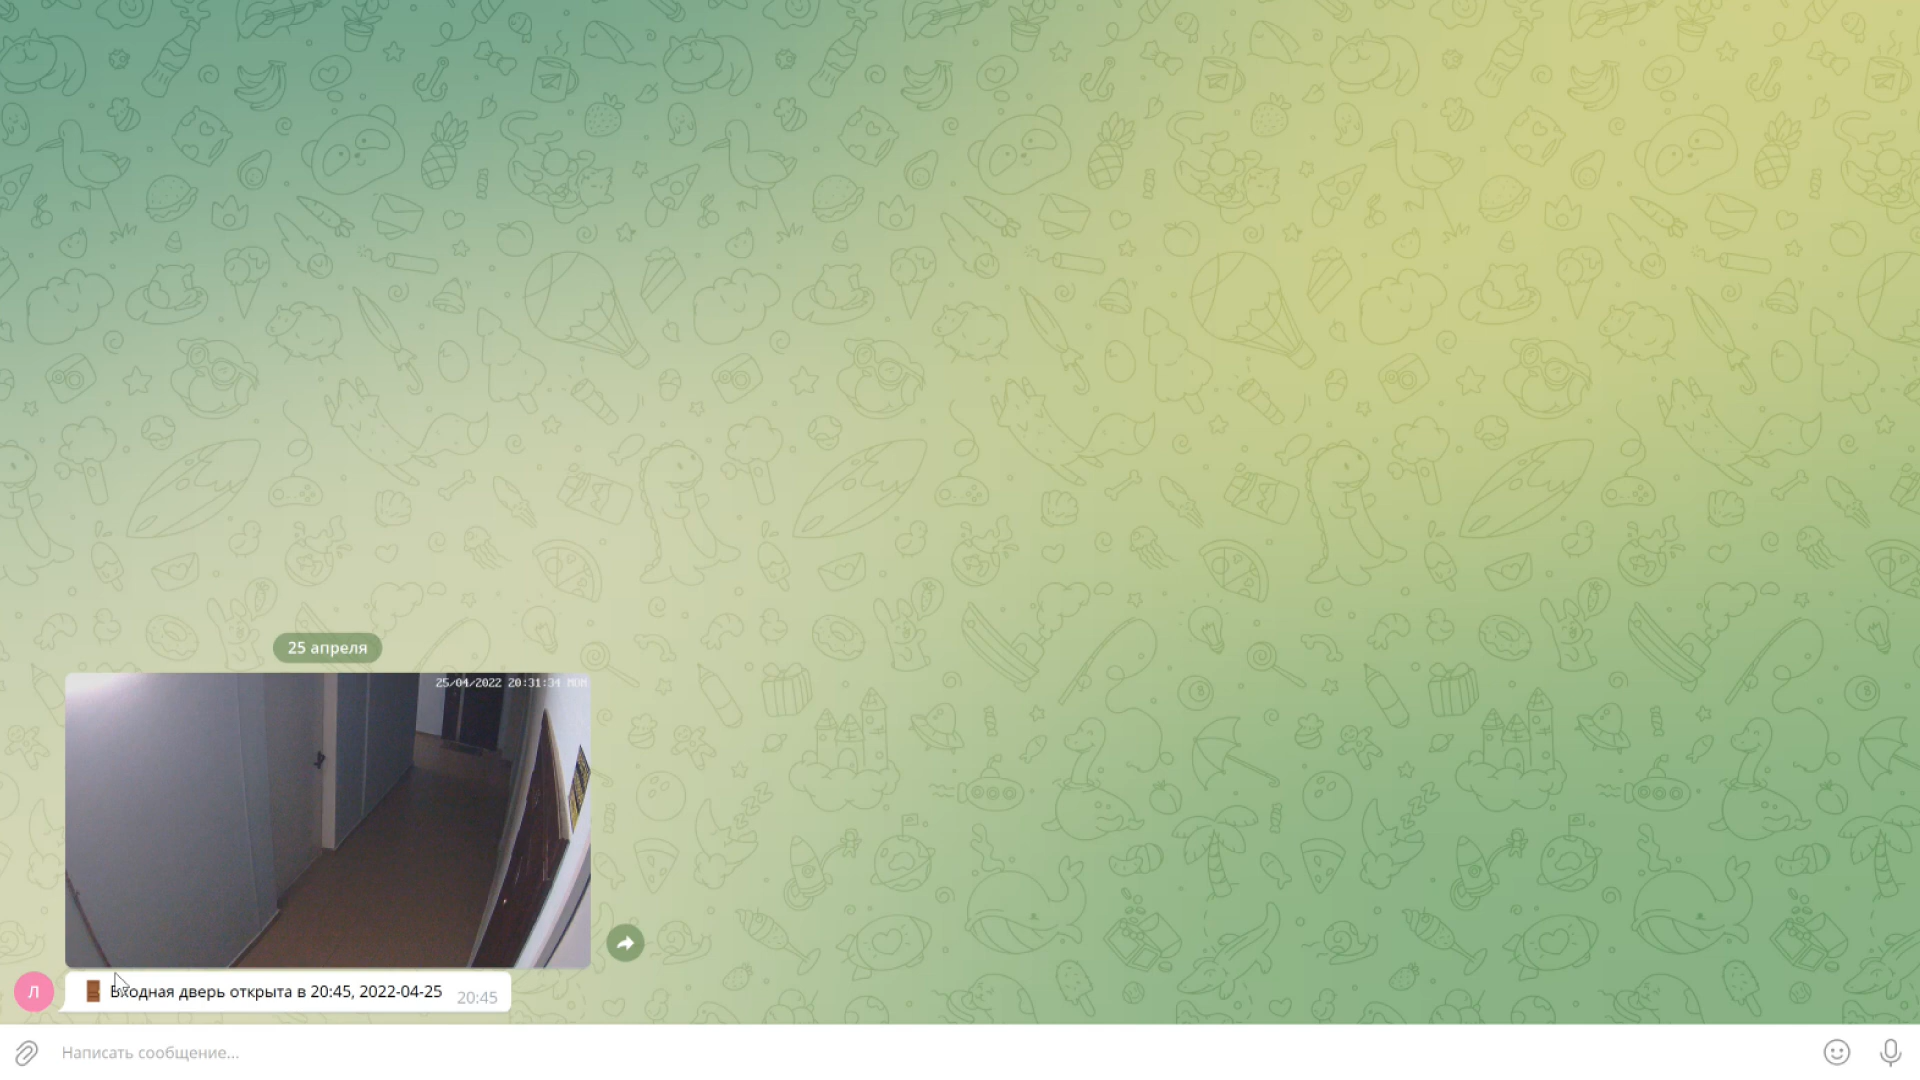 25 апреля
25/04/2022 20:31:34 MON
Входная дверь открыта в 20:45, 2022-04-25
20:45
Л
Написать сообщение...